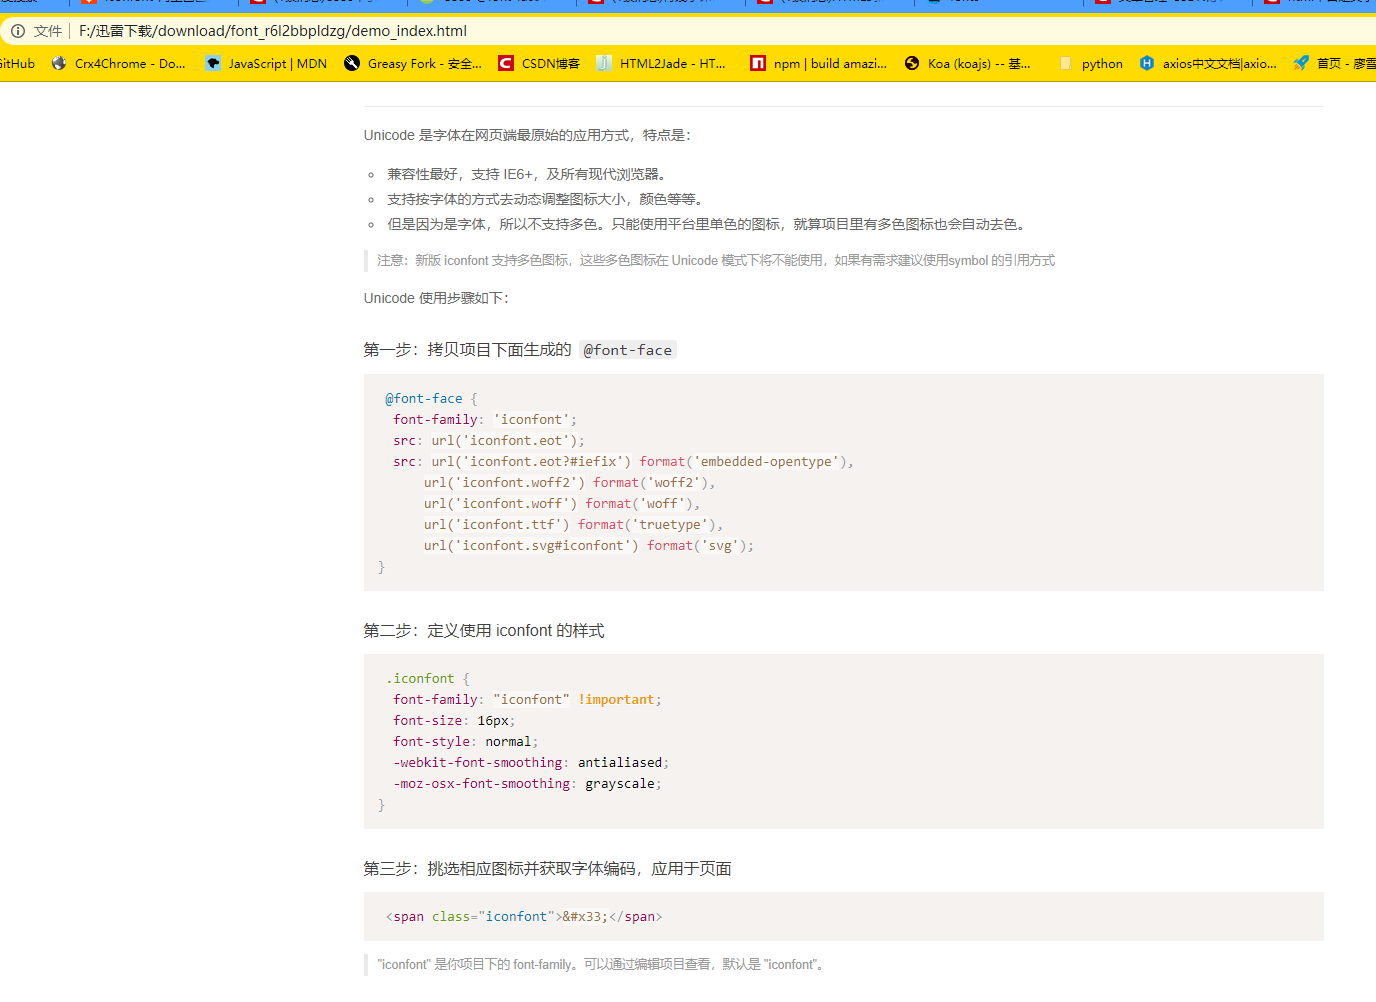 文件 F:/迅雷下载/download/font_r6l2bbpldzg/demo_index.html
GitHub Crx4Chrome - Do... JavaScript | MDN Greasy Fork - 安全... CSDN博客 HTML2Jade - HT... npm | build amazi... Koa (koajs) -- 基... python axios中文文档|axio... 首页 - 廖雪
Unicode 是字体在网页端最原始的应用方式，特点是：
兼容性最好，支持 IE6+，及所有现代浏览器。
支持按字体的方式去动态调整图标大小，颜色等等。
但是因为是字体，所以不支持多色。只能使用平台里单色的图标，就算项目里有多色图标也会自动去色。
注意：新版 iconfont 支持多色图标，这些多色图标在 Unicode 模式下将不能使用，如果有需求建议使用symbol 的引用方式
Unicode 使用步骤如下：
第一步：拷贝项目下面生成的 @font-face
@font-face {
font-family: 'iconfont';
src: url('iconfont.eot');
src: url('iconfont.eot?#iefix') format('embedded-opentype'),
url('iconfont.woff2') format('woff2'),
url('iconfont.woff') format('woff'),
url('iconfont.ttf') format('truetype'),
url('iconfont.svg#iconfont') format('svg');
}
第二步：定义使用 iconfont 的样式
.iconfont {
font-family: "iconfont" !important;
font-size: 16px;
font-style: normal;
-webkit-font-smoothing: antialiased;
-moz-osx-font-smoothing: grayscale;
}
第三步：挑选相应图标并获取字体编码，应用于页面
<span class="iconfont">&#x33;</span>
"iconfont" 是你项目下的 font-family。可以通过编辑项目查看，默认是 "iconfont"。